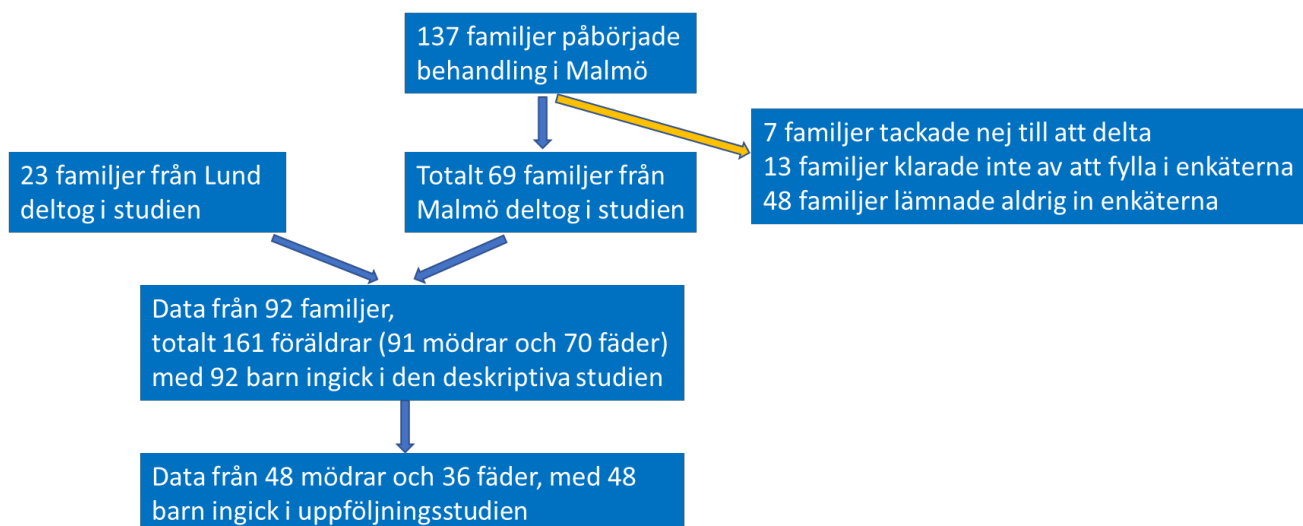 137 familjer påbörjade
behandling i Malmö
7 familjer tackade nej till att delta
13 familjer klarade inte av att fylla i enkäterna
48 familjer lämnade aldrig in enkäterna
23 familjer från Lund
deltog i studien
Totalt 69 familjer från
Malmö deltog i studien
Data från 92 familjer,
totalt 161 föräldrar (91 mödrar och 70 fäder)
med 92 barn ingick i den deskriptiva studien
Data från 48 mödrar och 36 fäder, med 48
barn ingick i uppföljningsstudien